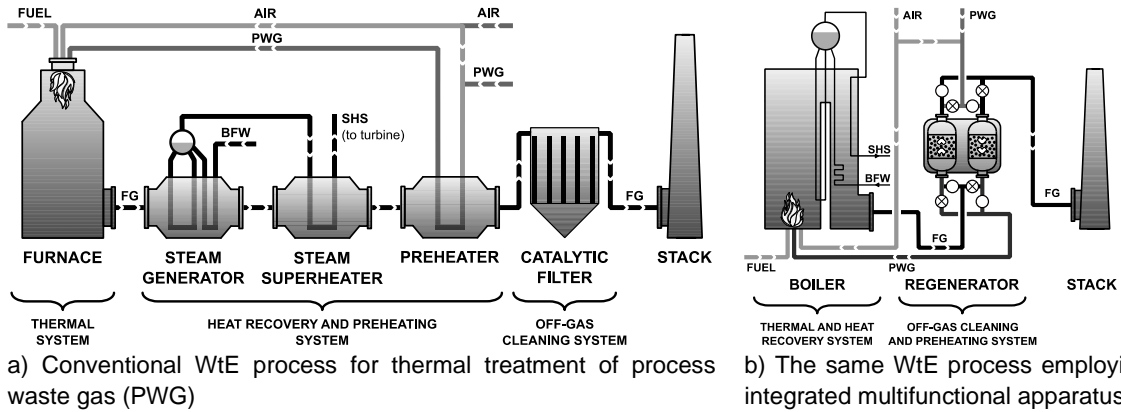 FUEL
AIR
AIR
PWG
PWG
SHS
(to turbine)
BFW
FG
FG
FURNACE
STEAM
GENERATOR
STEAM
SUPERHEATER
PREHEATER
CATALYTIC
FILTER
STACK
THERMAL
SYSTEM
HEAT RECOVERY AND PREHEATING
SYSTEM
OFF-GAS
CLEANING SYSTEM
a) Conventional WtE process for thermal treatment of process
waste gas (PWG)
AIR
PWG
SHS
BFW
FG
FG
FUEL
PWG
BOILER
REGENERATOR
STACK
THERMAL AND HEAT
RECOVERY SYSTEM
OFF-GAS CLEANING
AND PREHEATING SYSTEM
b) The same WtE process employi
integrated multifunctional apparatus